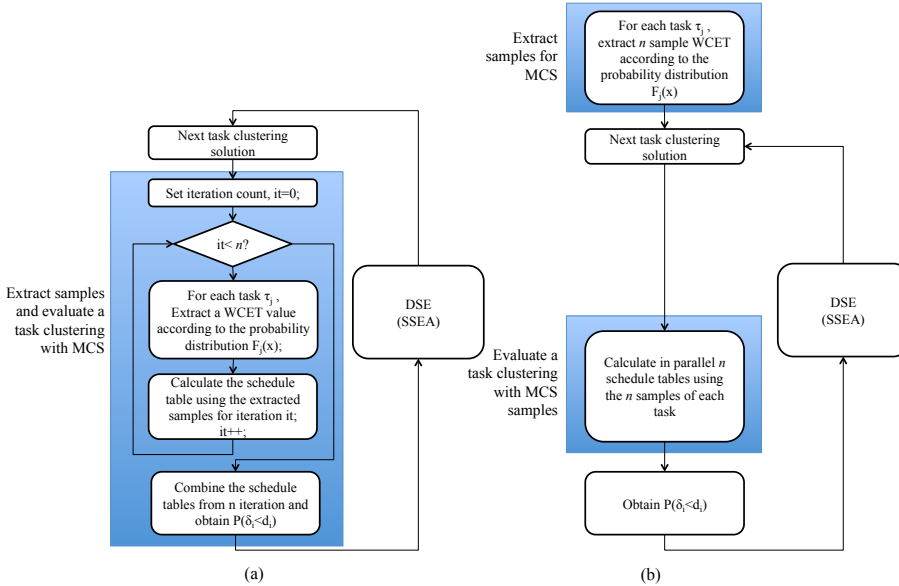 Next task clustering
solution
Set iteration count, it=0;
it< n?
Extract samples
and evaluate a
task clustering
with MCS
For each task τj ,
Extract a WCET value
according to the probability
distribution Fj(x);
Calculate the schedule
table using the extracted
samples for iteration it;
it++;
Combine the schedule
tables from n iteration and
obtain P(δi<di)
DSE
(SSEA)
(a)
Extract
samples for
MCS
For each task τj ,
extract n sample WCET
according to the
probability distribution
Fj(x)
Next task clustering
solution
Evaluate a
task clustering
with MCS
samples
Calculate in parallel n
schedule tables using
the n samples of each
task
Obtain P(δi<di)
DSE
(SSEA)
(b)